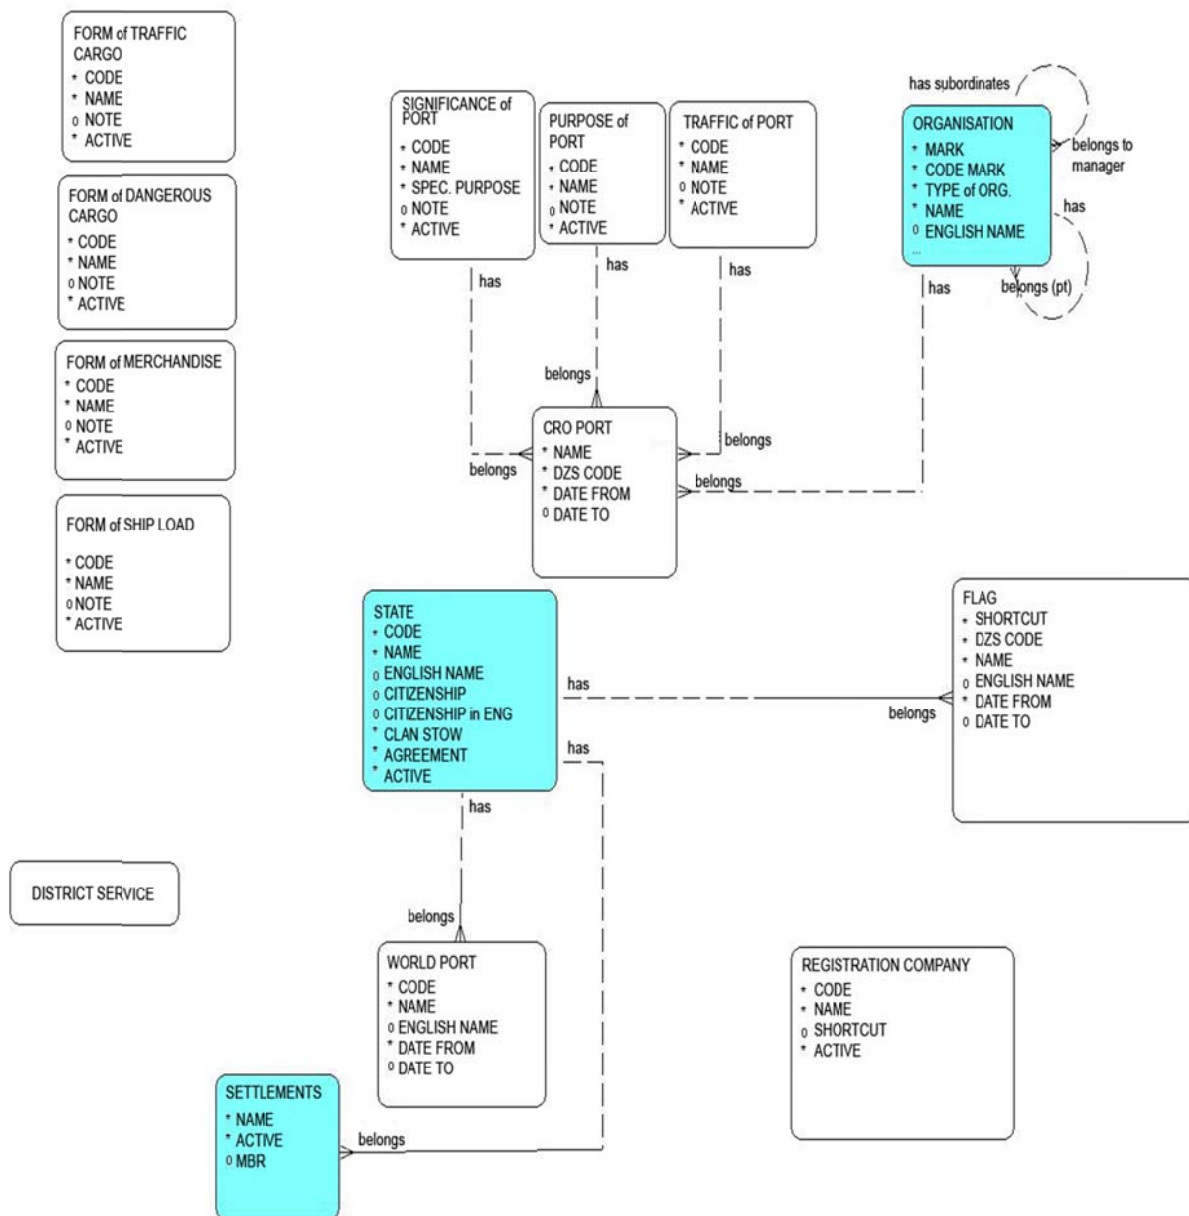 FORM of TRAFFIC
CARGO
* CODE
* NAME
o NOTE
* ACTIVE
FORM of DANGEROUS
CARGO
* CODE
* NAME
o NOTE
* ACTIVE
FORM of MERCHANDISE
* CODE
* NAME
o NOTE
* ACTIVE
FORM of SHIP LOAD
* CODE
* NAME
o NOTE
* ACTIVE
SIGNIFICANCE of
PORT
* CODE
* NAME
* SPEC. PURPOSE
o NOTE
* ACTIVE
has
belongs
PURPOSE of
PORT
* CODE
* NAME
o NOTE
* ACTIVE
has
belongs
TRAFFIC of PORT
* CODE
* NAME
o NOTE
* ACTIVE
has
belongs
has subordinates
ORGANISATION
* MARK
* CODE MARK
* TYPE of ORG.
* NAME
o ENGLISH NAME
...
belongs to
manager
has
belongs (pt)
has
belongs
CRO PORT
* NAME
* DZS CODE
* DATE FROM
o DATE TO
STATE
* CODE
* NAME
o ENGLISH NAME
o CITIZENSHIP
o CITIZENSHIP in ENG
* CLAN STOW
* AGREEMENT
* ACTIVE
has
belongs
has
has
belongs
FLAG
* SHORTCUT
* DZS CODE
* NAME
o ENGLISH NAME
* DATE FROM
o DATE TO
DISTRICT SERVICE
WORLD PORT
* CODE
* NAME
o ENGLISH NAME
* DATE FROM
o DATE TO
REGISTRATION COMPANY
* CODE
* NAME
o SHORTCUT
* ACTIVE
SETTLEMENTS
* NAME
* ACTIVE
o MBR
belongs